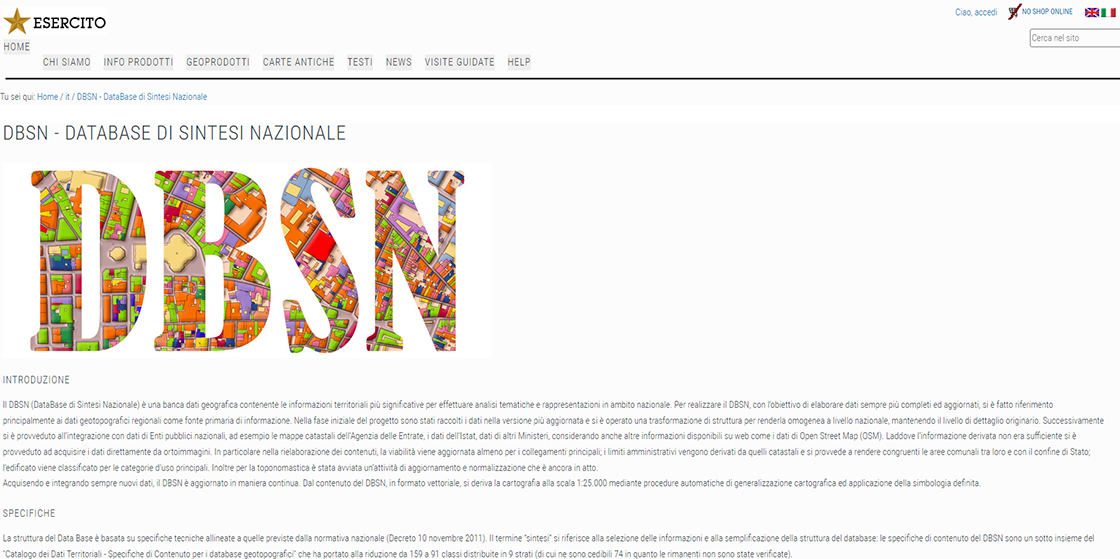 ESERCITO
Ciao, accedi
NO SHOP ONLINE
HOME
Cerca nel sito
CHI SIAMO INFO PRODOTTI GEOPRODOTTI CARTE ANTICHE TESTI NEWS VISITE GUIDATE HELP
Tu sei qui: Home / it / DBSN - DataBase di Sintesi Nazionale
DBSN - DATABASE DI SINTESI NAZIONALE
DBSN
INTRODUZIONE
Il DBSN (DataBase di Sintesi Nazionale) è una banca dati geografica contenente le informazioni territoriali più significative per effettuare analisi tematiche e rappresentazioni in ambito nazionale. Per realizzare il DBSN, con l'obiettivo di elaborare dati sempre più completi ed aggiornati, si è fatto riferimento
principalmente ai dati geotopografici regionali come fonte primaria di informazione. Nella fase iniziale del progetto sono stati raccolti i dati nella versione più aggiornata e si è operato una trasformazione di struttura per renderla omogenea a livello nazionale, mantenendo il livello di dettaglio originario. Successivamente
si è provveduto all'integrazione con dati di Enti pubblici nazionali, ad esempio le mappe catastali dell'Agenzia delle Entrate, i dati dell'Istat, dati di altri Ministeri, considerando anche altre informazioni disponibili su web come i dati di Open Street Map (OSM). Laddove l'informazione derivata non era sufficiente si è
provveduto ad acquisire i dati direttamente da ortoimmagini. In particolare nella rielaborazione dei contenuti, la viabilità viene aggiornata almeno per i collegamenti principali; i limiti amministrativi vengono derivati da quelli catastali e si provvede a rendere congruenti le aree comunali tra loro e con il confine di Stato;
l'edificato viene classificato per le categorie d'uso principali. Inoltre per la toponomastica è stata avviata un'attività di aggiornamento e normalizzazione che è ancora in atto.
Acquisendo e integrando sempre nuovi dati, il DBSN è aggiornato in maniera continua. Dal contenuto del DBSN, in formato vettoriale, si deriva la cartografia alla scala 1:25.000 mediante procedure automatiche di generalizzazione cartografica ed applicazione della simbologia definita.
SPECIFICHE
La struttura del Data Base è basata su specifiche tecniche allineate a quelle previste dalla normativa nazionale (Decreto 10 novembre 2011). Il termine "sintesi" si riferisce alla selezione delle informazioni e alla semplificazione della struttura del database: le specifiche di contenuto del DBSN sono un sotto insieme del
"Catalogo dei Dati Territoriali - Specifiche di Contenuto per i database geotopografici" che ha portato alla riduzione da 159 a 91 classi distribuite in 9 strati (di cui ne sono cedibili 74 in quanto le rimanenti non sono state verificate).